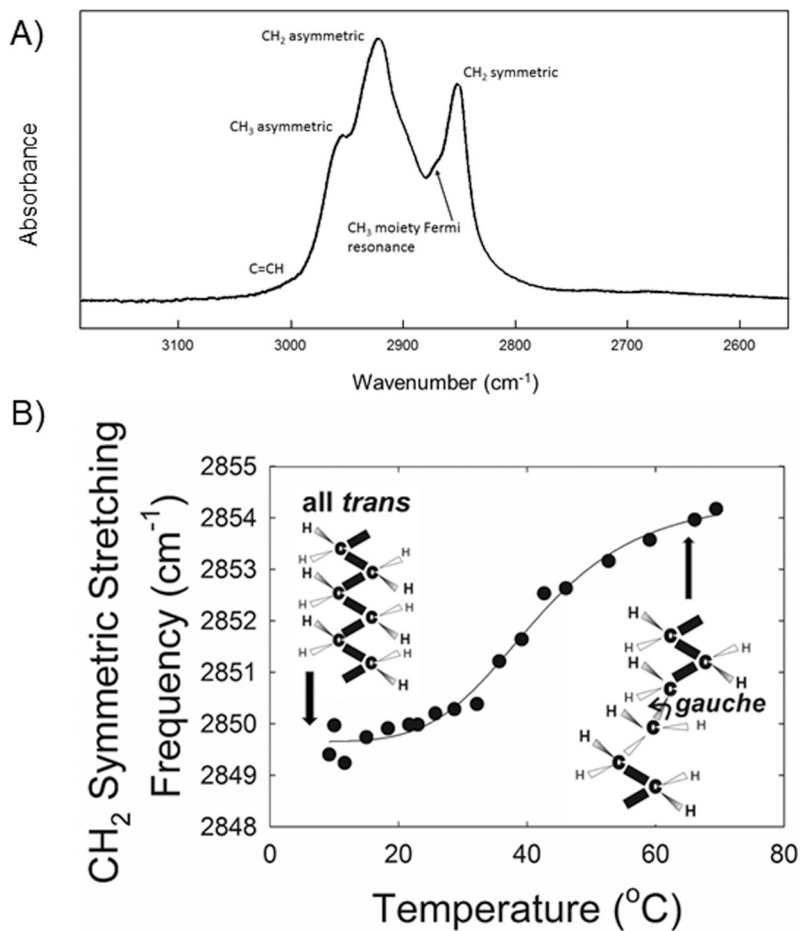 A)
CH₂ asymmetric
CH₂ symmetric
CH₃ asymmetric
CH₃ moiety Fermi
resonance
C=CH
Absorbance
3100
3000
2900
2800
2700
2600
Wavenumber (cm⁻¹)
B)
CH₂ Symmetric Stretching
Frequency (cm⁻¹)
2855
2854
2853
2852
2851
2850
2849
2848
all trans
H
H
H
H
H
H
H
H
H
H
H
H
C
C
C
C
C
C
H
H
H
H
H
H
gauche
H
H
H
H
H
H
C
C
C
C
C
C
0
20
40
60
80
Temperature (°C)